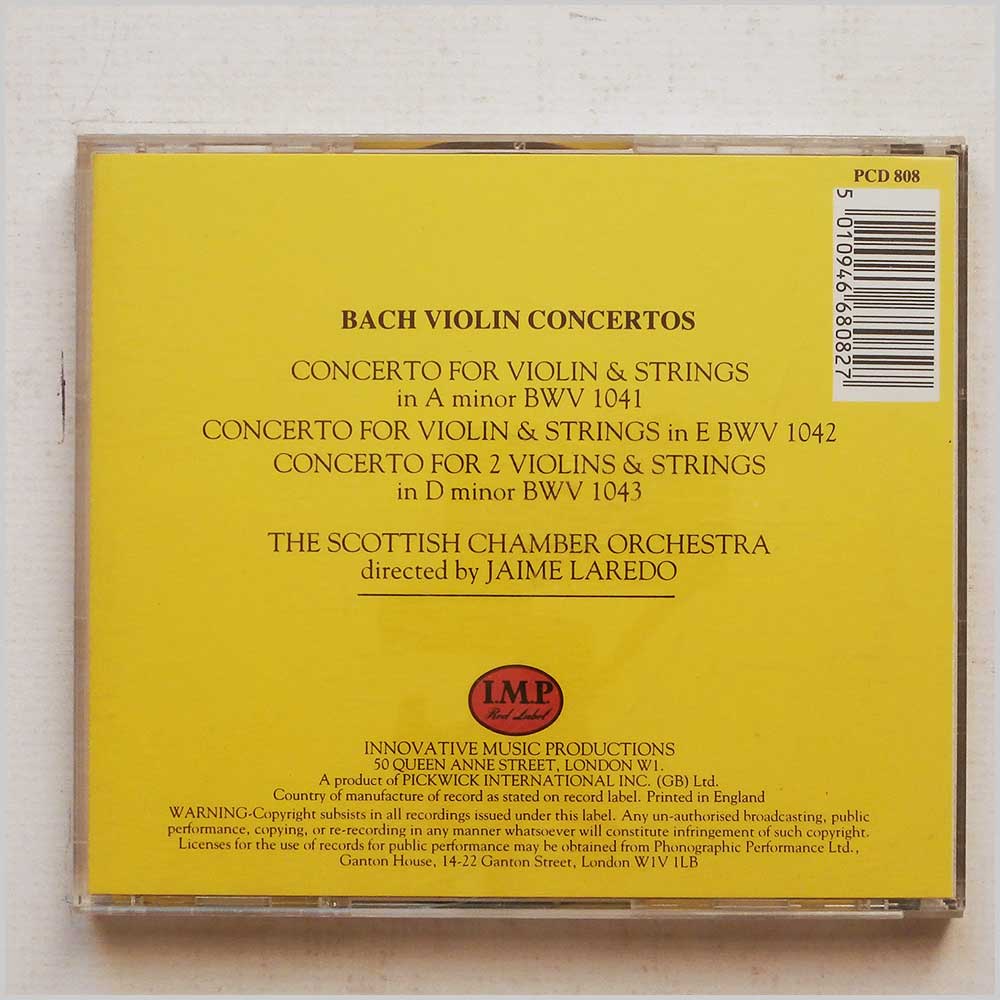 PCD 808
5 010946 680827
BACH VIOLIN CONCERTOS
CONCERTO FOR VIOLIN & STRINGS
in A minor BWV 1041
CONCERTO FOR VIOLIN & STRINGS in E BWV 1042
CONCERTO FOR 2 VIOLINS & STRINGS
in D minor BWV 1043
THE SCOTTISH CHAMBER ORCHESTRA
directed by JAIME LAREDO
I.M.P
Red Label
INNOVATIVE MUSIC PRODUCTIONS
50 QUEEN ANNE STREET, LONDON W1.
A product of PICKWICK INTERNATIONAL INC. (GB) Ltd.
Country of manufacture of record as stated on record label. Printed in England
WARNING-Copyright subsists in all recordings issued under this label. Any un-authorised broadcasting, public
performance, copying, or re-recording in any manner whatsoever will constitute infringement of such copyright.
Licenses for the use of records for public performance may be obtained from Phonographic Performance Ltd.,
Ganton House, 14-22 Ganton Street, London W1V 1LB